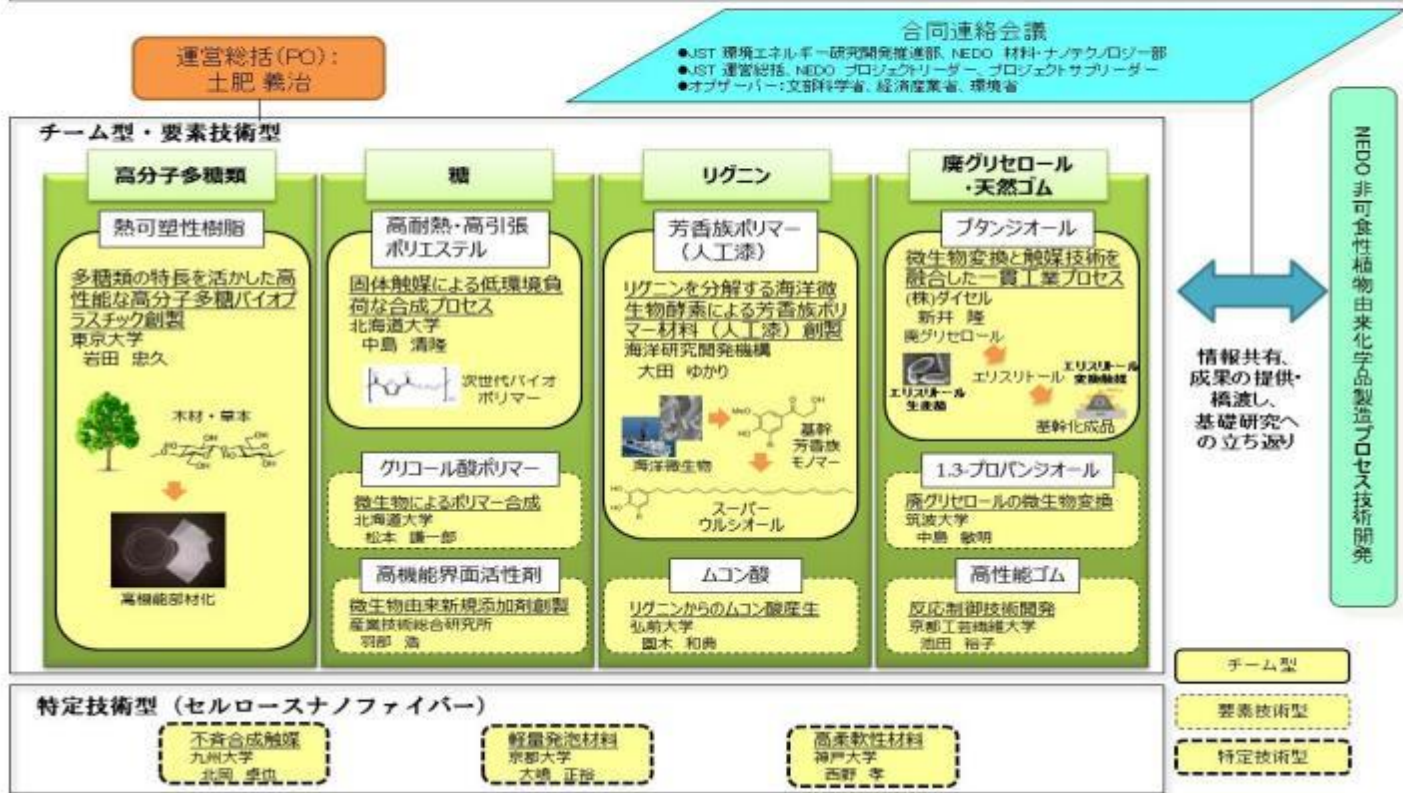 運営総括(PO):
土肥 義治
合同連絡会議
●JST 環境エネルギー研究開発推進部、NEDO 材料・ナノテクノロジー部
●JST 運営総括、NEDO プロジェクトリーダー、プロジェクトサブリーダー
●オブザーバー:文部科学省、経済産業省、環境省
チーム型・要素技術型
高分子多糖類
熱可塑性樹脂
多糖類の特長を活かした高
性能な高分子多糖バイオプ
ラスチック創製
東京大学
岩田 忠久
木材・草本
高機能部材化
糖
高耐熱・高引張
ポリエステル
固体触媒による低環境負
荷な合成プロセス
北海道大学
中島 清隆
次世代バイオ
ポリマー
グリコール酸ポリマー
微生物によるポリマー合成
北海道大学
松本 謙一郎
高機能界面活性剤
微生物由来新規添加剤創製
産業技術総合研究所
羽部 浩
リグニン
芳香族ポリマー
(人工漆)
リグニンを分解する海洋微
生物酵素による芳香族ポリ
マー材料(人工漆)創製
海洋研究開発機構
大田 ゆかり
海洋微生物
MeO
HO
OH
O
R
基幹
芳香族
モノマー
HO
HO
R
スーパー
ウルシオール
ムコン酸
リグニンからのムコン酸産生
弘前大学
園木 和典
廃グリセロール
・天然ゴム
ブタンジオール
微生物変換と触媒技術を
融合した一貫工業プロセス
(株)ダイセル
新井 隆
廃グリセロール
エリスリトール
生産菌
エリスリトール
エリスリトール
変換触媒
基幹化成品
1.3-プロパンジオール
廃グリセロールの微生物変換
筑波大学
中島 敏明
高性能ゴム
反応制御技術開発
京都工芸繊維大学
池田 裕子
情報共有、
成果の提供・
橋渡し、
基礎研究へ
の立ち返り
NEDO 非可食性植物由来化学品製造プロセス技術開発
チーム型
要素技術型
特定技術型
特定技術型(セルロースナノファイバー)
不斉合成触媒
九州大学
北岡 卓也
軽量発泡材料
京都大学
大嶋 正裕
高柔軟性材料
神戸大学
西野 孝